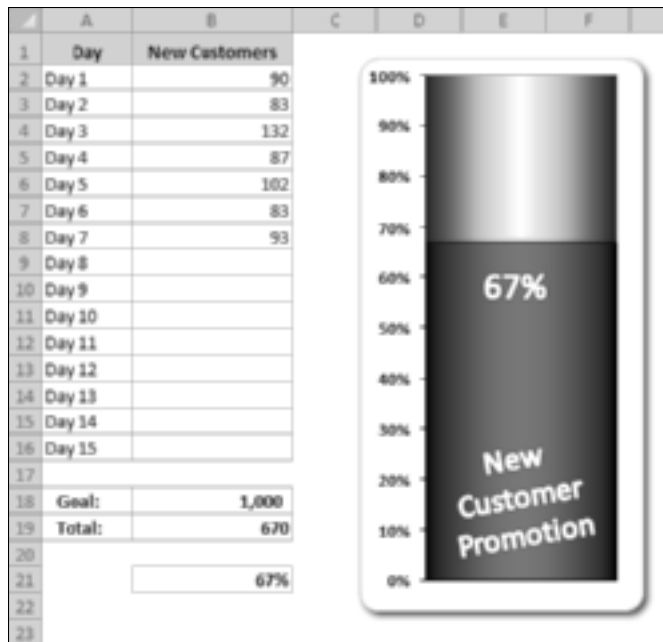 A B C D E F
1 Day New Customers
2 Day 1 90
3 Day 2 83
4 Day 3 132
5 Day 4 87
6 Day 5 102
7 Day 6 83
8 Day 7 93
9 Day 8
10 Day 9
11 Day 10
12 Day 11
13 Day 12
14 Day 13
15 Day 14
16 Day 15
17
18 Goal: 1,000
19 Total: 670
20
21 67%
22
23
100%
90%
80%
70%
60%
50%
40%
30%
20%
10%
0%
67%
New
Customer
Promotion